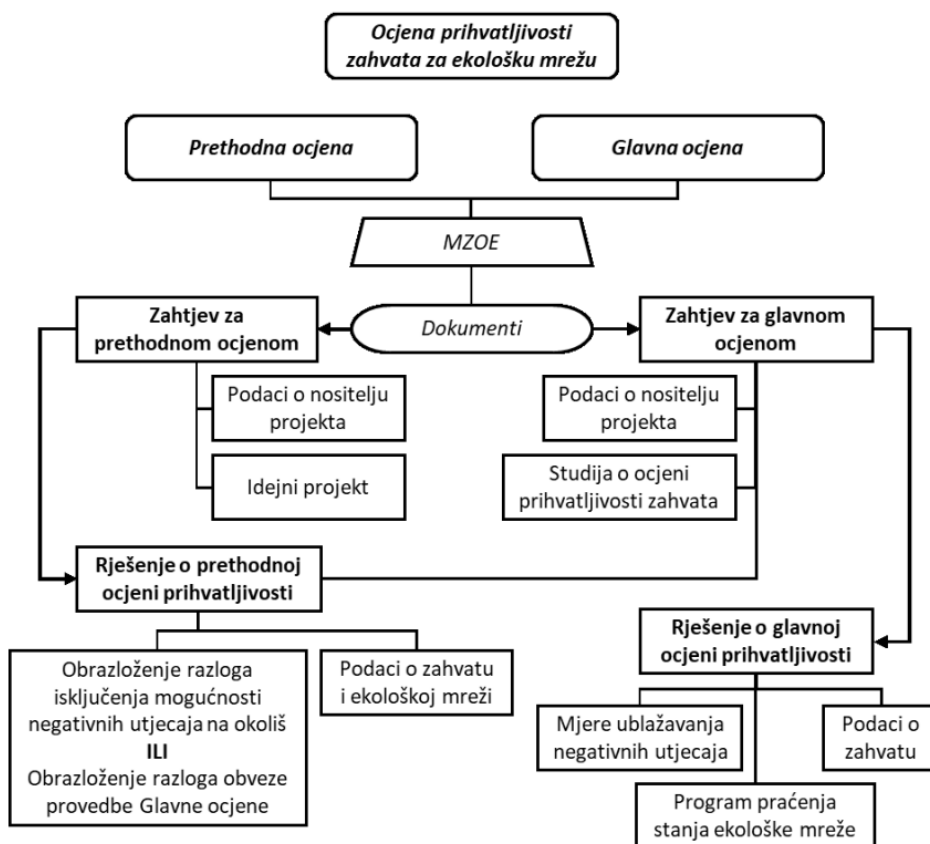 Ocjena prihvatljivosti
zahvata za ekološku mrežu
Prethodna ocjena
Glavna ocjena
MZOE
Dokumenti
Zahtjev za
prethodnom ocjenom
Zahtjev za glavnom
ocjenom
Podaci o nositelju
projekta
Podaci o nositelju
projekta
Idejni projekt
Studija o ocjeni
prihvatljivosti zahvata
Rješenje o prethodnoj
ocjeni prihvatljivosti
Rješenje o glavnoj
ocjeni prihvatljivosti
Obrazloženje razloga
isključenja mogućnosti
negativnih utjecaja na okoliš
ILI
Obrazloženje razloga obveze
provedbe Glavne ocjene
Podaci o zahvatu
i ekološkoj mreži
Mjere ublažavanja
negativnih utjecaja
Podaci o
zahvatu
Program praćenja
stanja ekološke mreže